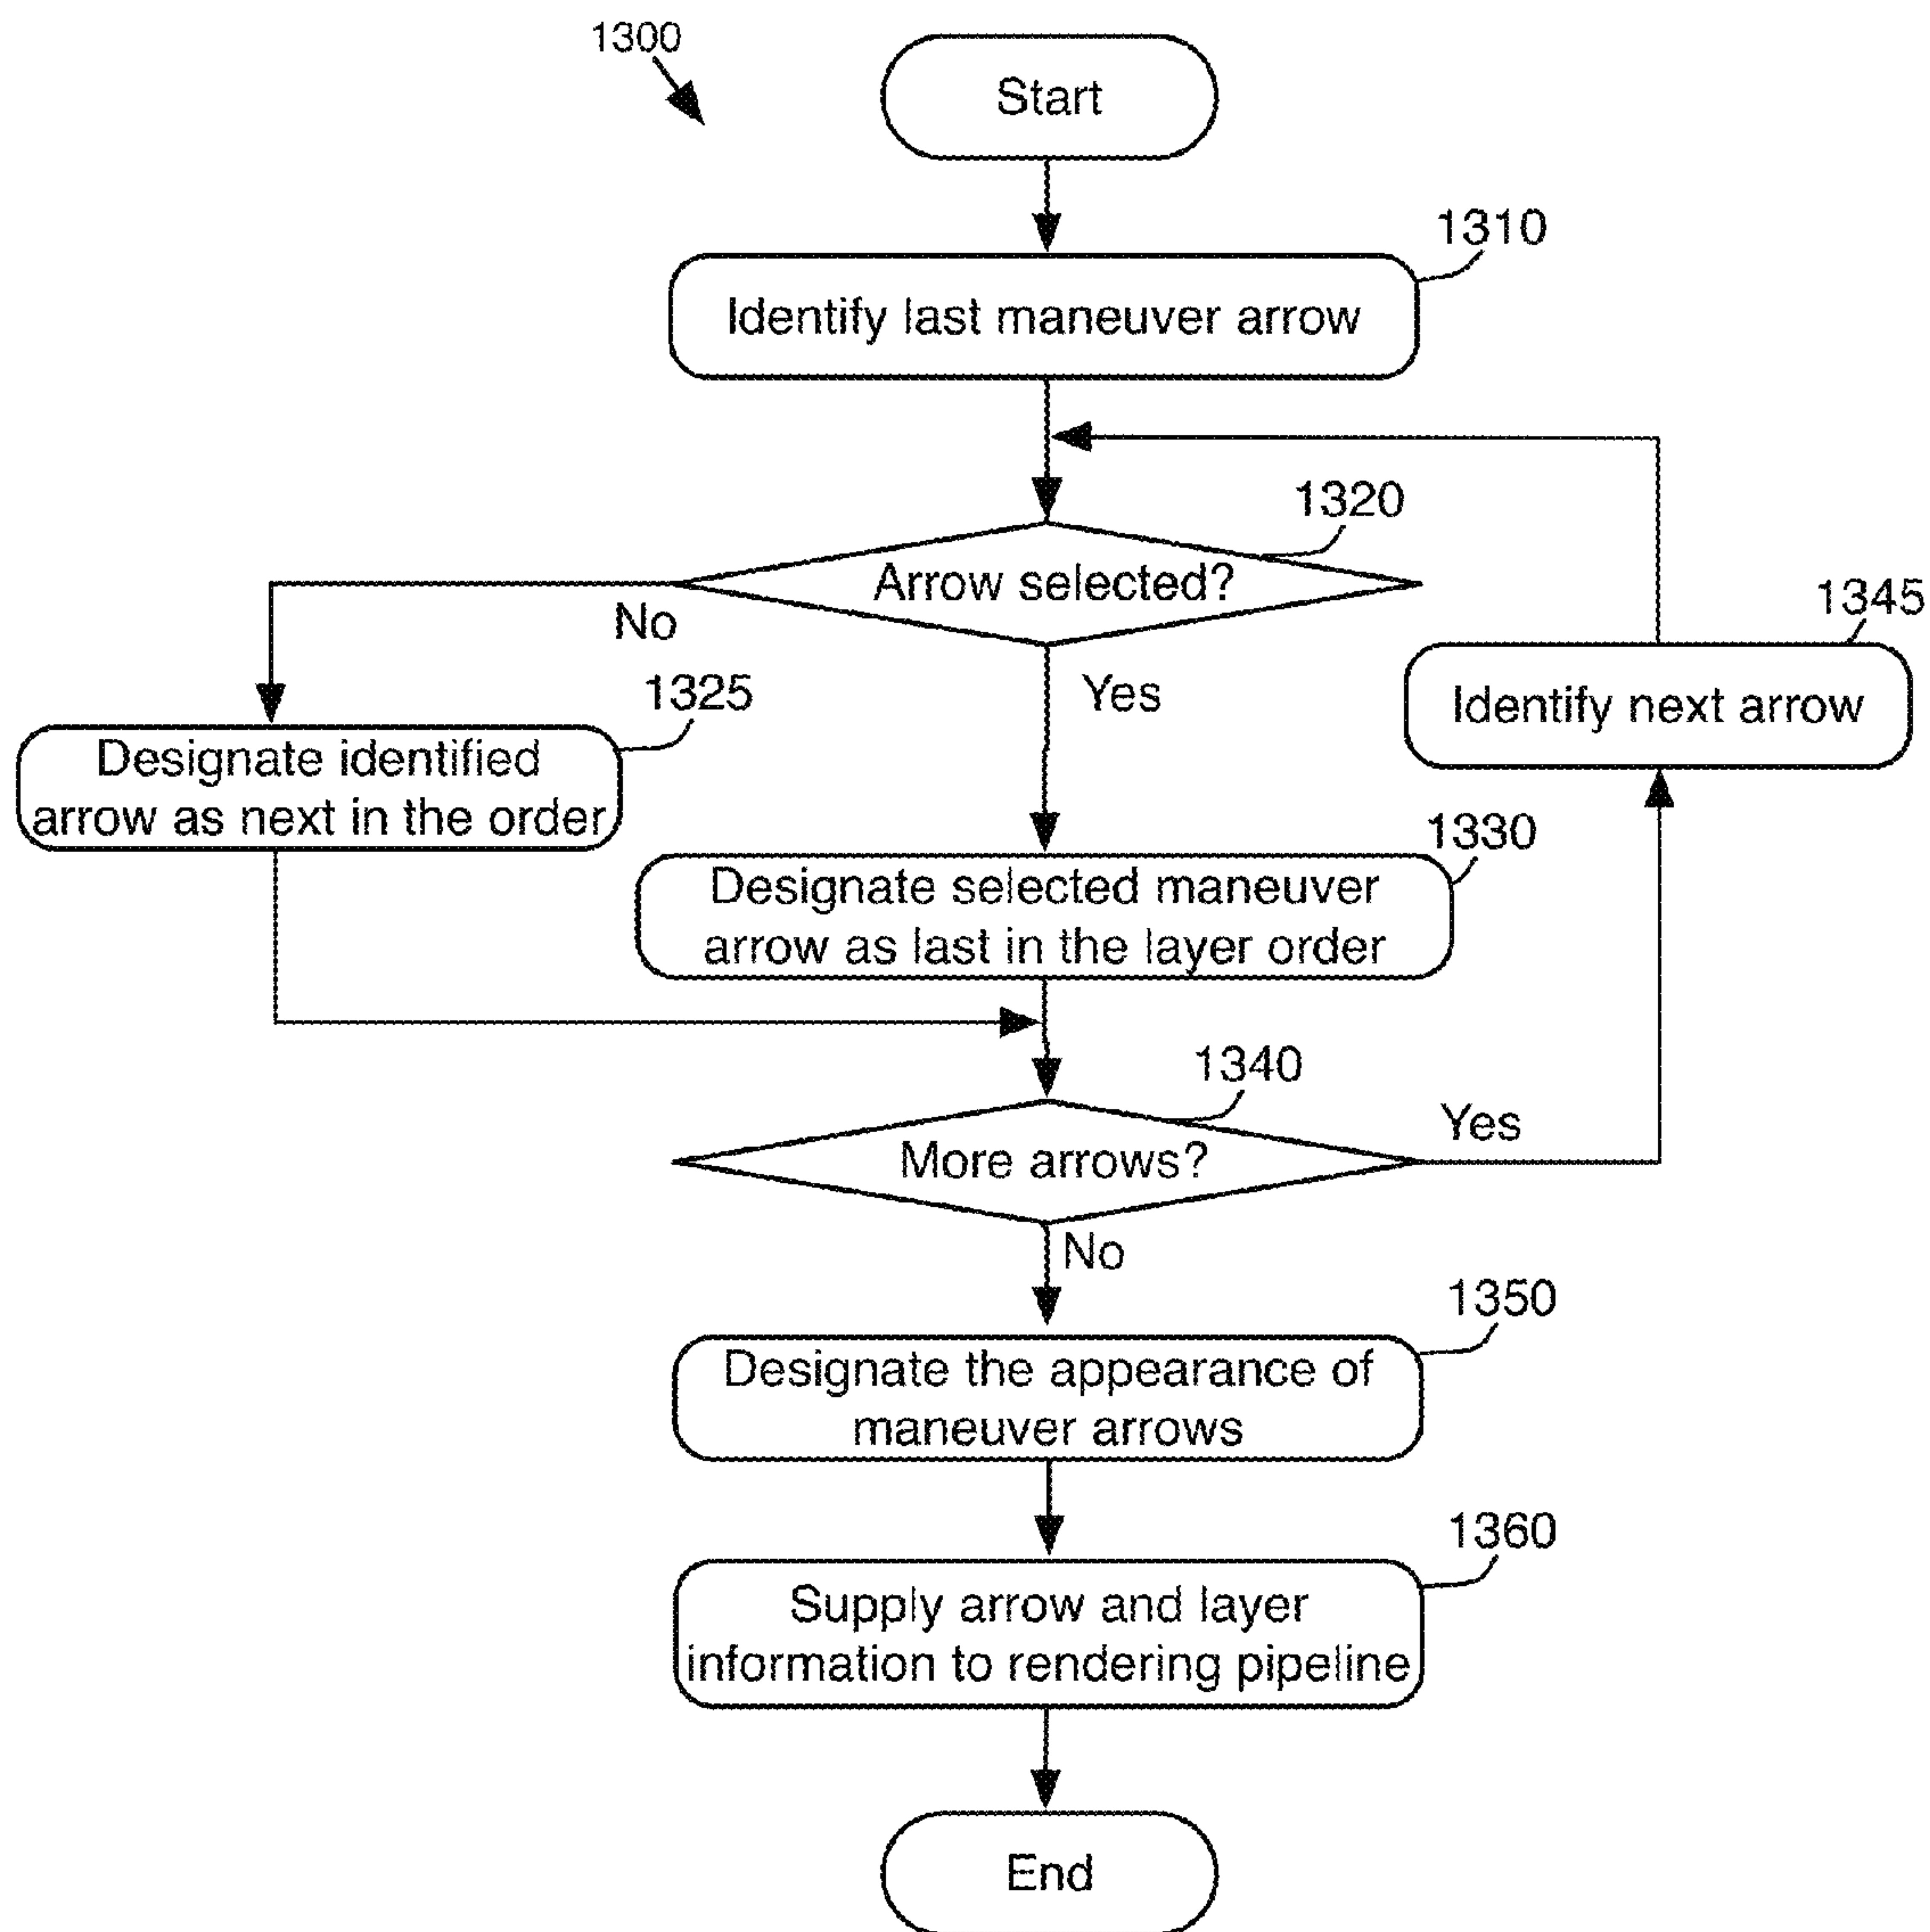 1300
Start
1310
Identify last maneuver arrow
1320
Arrow selected?
No
Yes
1345
Identify next arrow
1325
Designate identified
arrow as next in the order
1330
Designate selected maneuver
arrow as last in the layer order
1340
More arrows?
Yes
No
1350
Designate the appearance of
maneuver arrows
1360
Supply arrow and layer
information to rendering pipeline
End